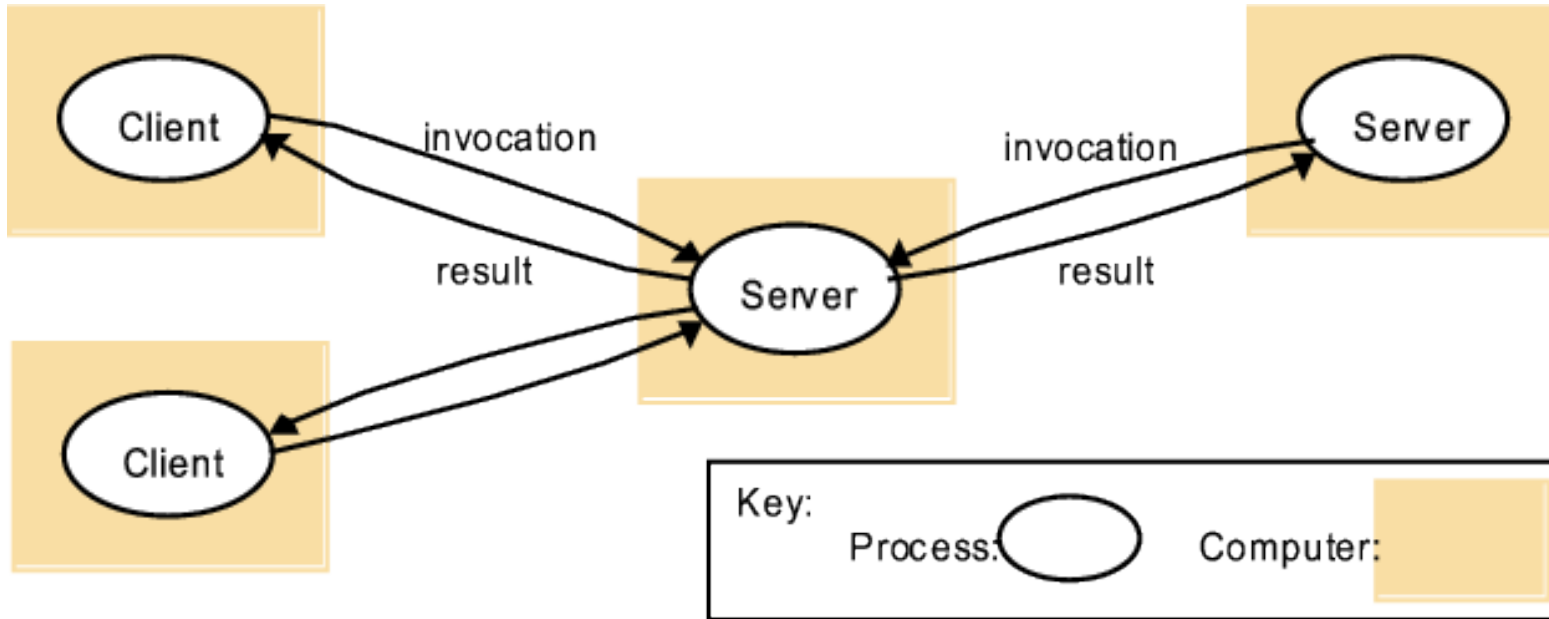 Client
invocation
invocation
Server
result
Server
result
Client
Key:
Process:
Computer: